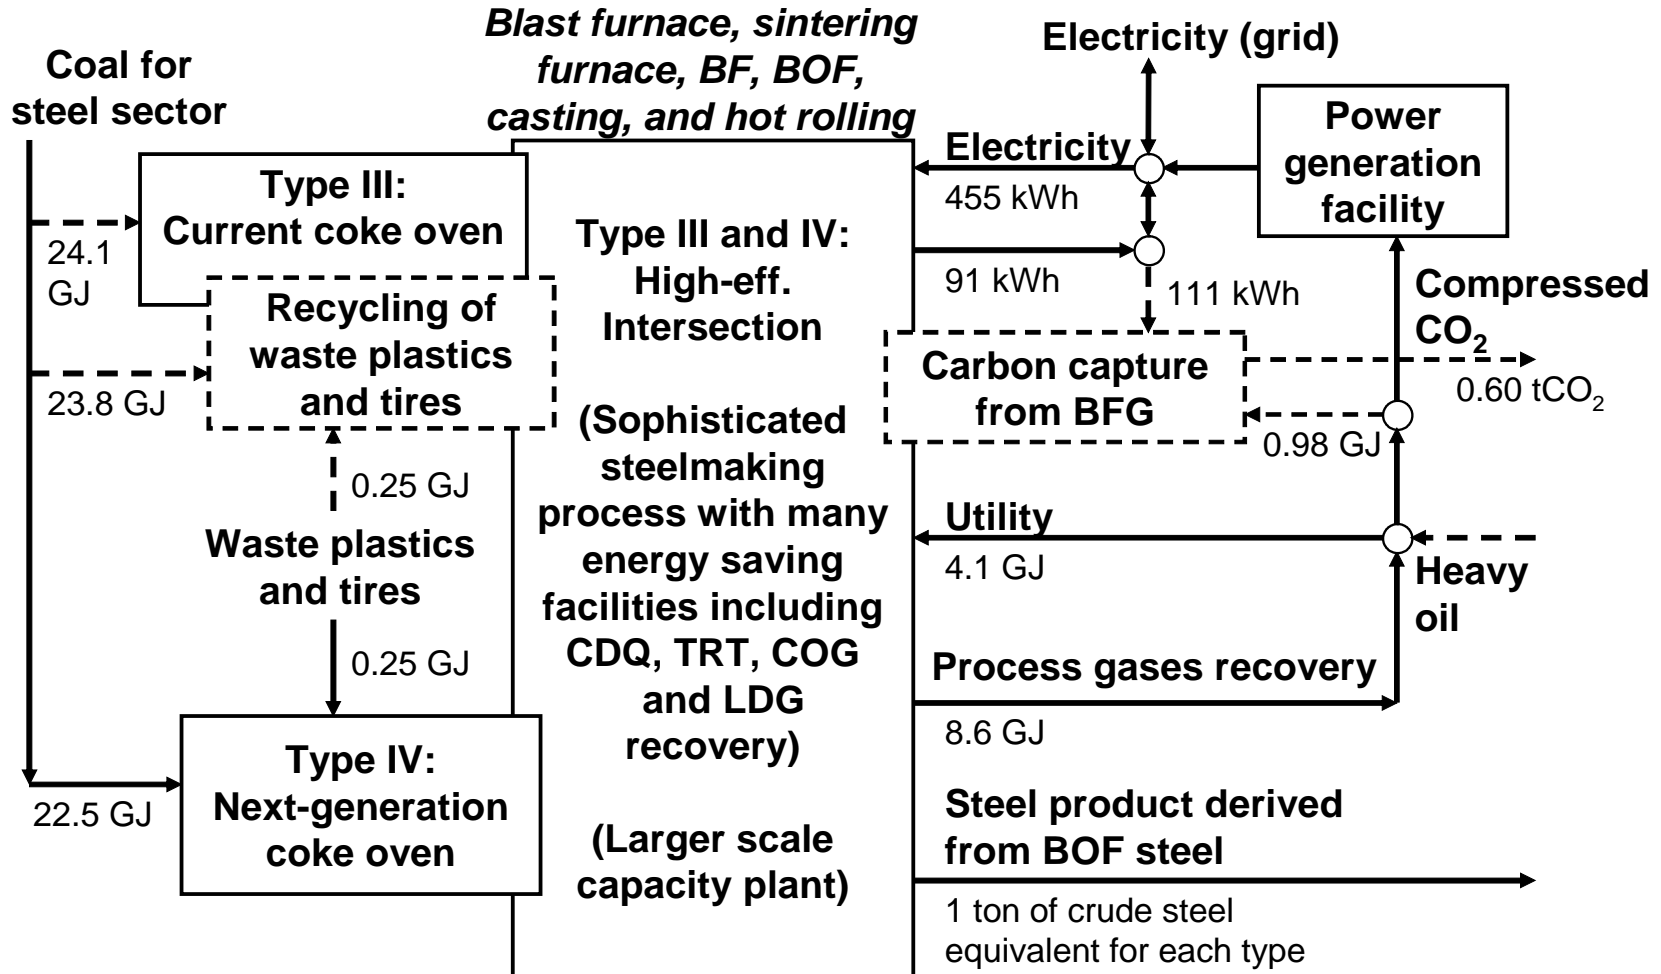 Blast furnace, sintering
furnace, BF, BOF,
casting, and hot rolling
Electricity (grid)
Coal for
steel sector
Power
generation
facility
Electricity
455 kWh
Type III:
Current coke oven
24.1
GJ
Type III and IV:
High-eff.
Intersection
91 kWh
111 kWh
Compressed
CO2
Recycling of
waste plastics
and tires
23.8 GJ
Carbon capture
from BFG
0.60 tCO2
0.98 GJ
(Sophisticated
steelmaking
process with many
energy saving
facilities including
CDQ, TRT, COG
and LDG
recovery)
0.25 GJ
Waste plastics
and tires
0.25 GJ
Utility
4.1 GJ
Heavy
oil
Process gases recovery
8.6 GJ
Type IV:
Next-generation
coke oven
22.5 GJ
(Larger scale
capacity plant)
Steel product derived
from BOF steel
1 ton of crude steel
equivalent for each type